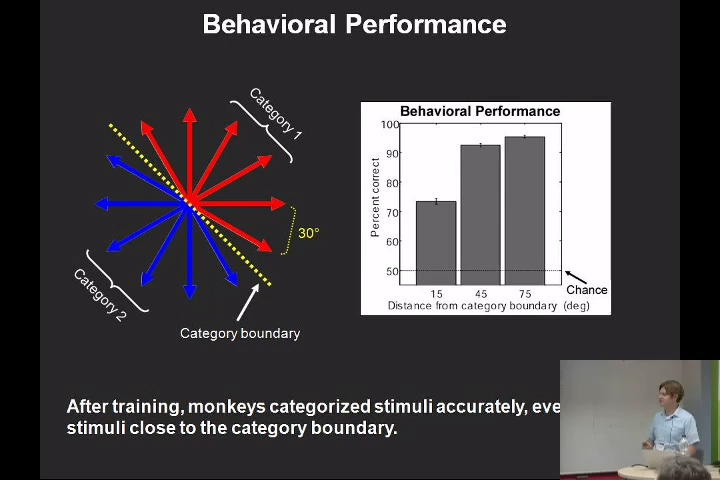 Behavioral Performance
Category 1
30°
Category 2
Category boundary
Behavioral Performance
Percent correct
100
90
80
70
60
50
15 45 75
Distance from category boundary (deg)
Chance
After training, monkeys categorized stimuli accurately,
stimuli close to the category boundary.